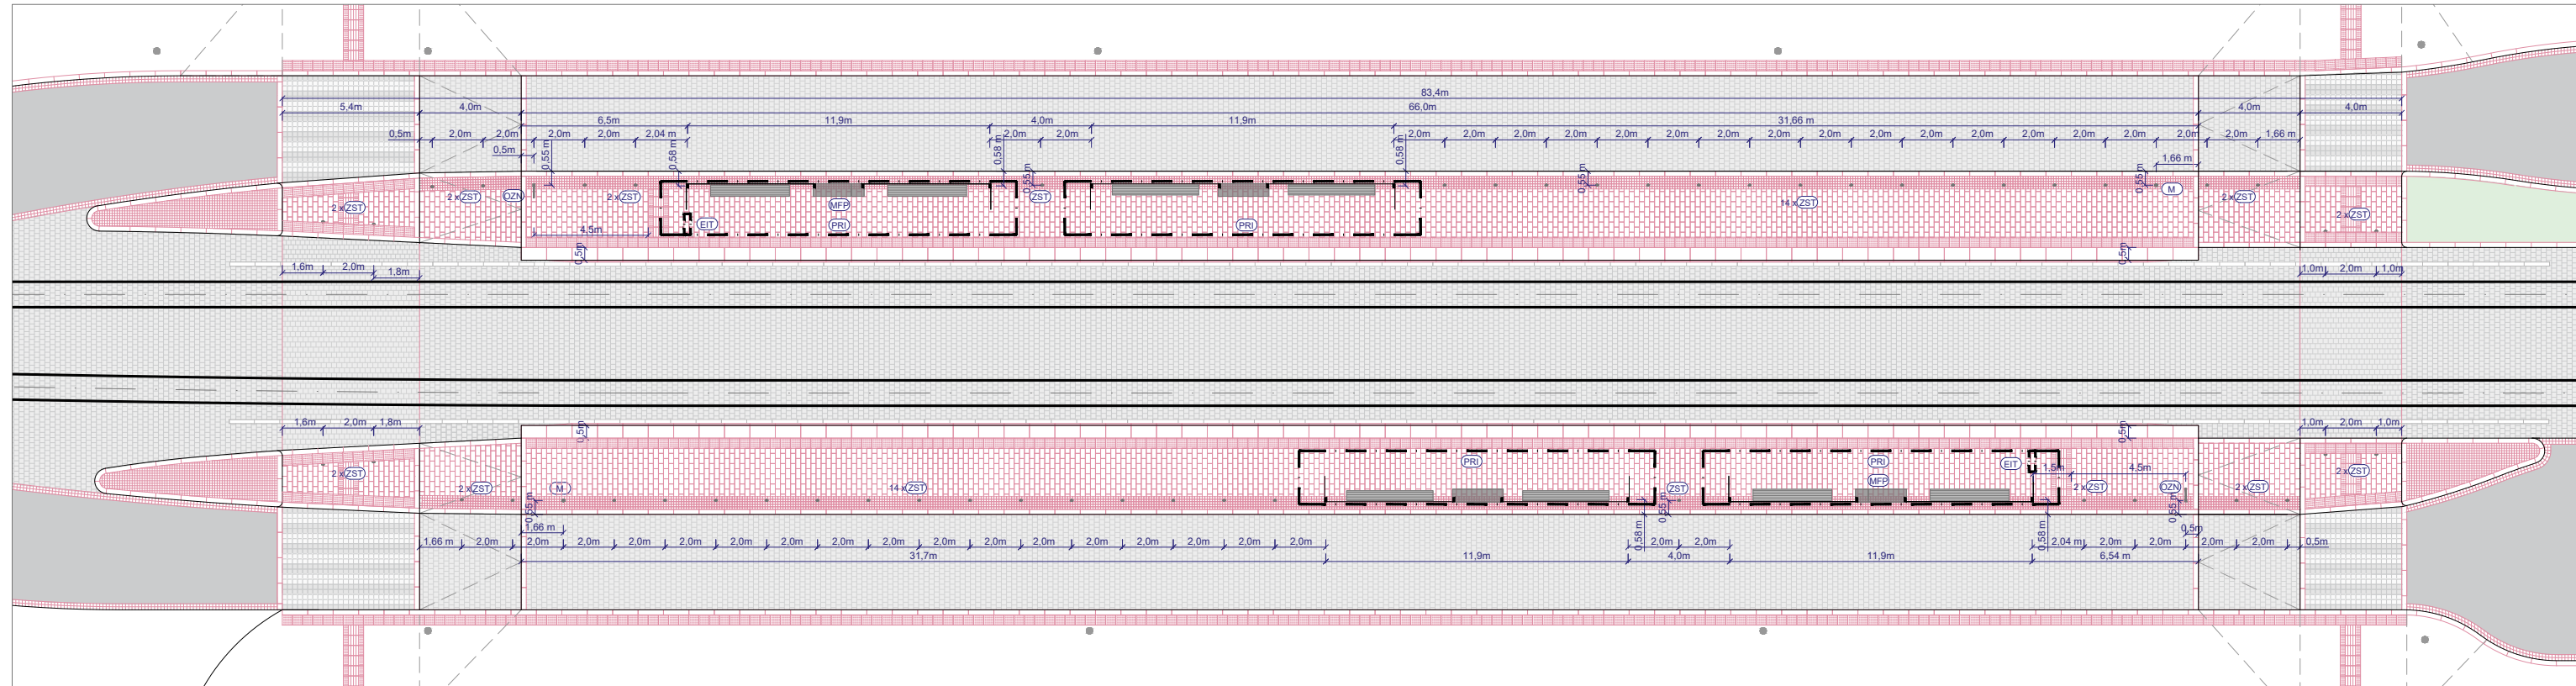 83,4m
5,4m 4,0m 66,0m 4,0m 4,0m
6,5m 11,9m 4,0m 11,9m 31,66 m
0,5m 2,0m 2,0m 2,0m 2,0m 2,04 m 2,0m 2,0m 2,0m 2,0m 2,0m 2,0m 2,0m 2,0m 2,0m 2,0m 2,0m 2,0m 2,0m 2,0m 2,0m 2,0m 2,0m 1,66 m
0,5m 0,55 m 0,58 m 0,58 m 0,55 m 0,58 m 0,55 m 0,55 m 1,66 m
2 x ZST 2 x ZST OZN 2 x ZST EIT MFP ZST PRI 14 x ZST M 2 x ZST 2 x ZST
PRI
4,5m
0,5m 0,5m
1,6m 2,0m 1,8m 1,0m 2,0m 1,0m
1,6m 2,0m 1,8m 0,5m 0,5m 1,0m 2,0m 1,0m
PRI PRI EIT
2 x ZST 1,5m 4,5m 2 x ZST
2 x ZST M 14 x ZST ZST MFP 2 x ZST OZN 2 x ZST
0,55 m 0,58 m 0,55 m 0,58 m 0,55 m
1,66 m 0,5m
1,66 m 2,0m 2,0m 2,0m 2,0m 2,0m 2,0m 2,0m 2,0m 2,0m 2,0m 2,0m 2,0m 2,0m 2,0m 2,0m 2,0m 2,0m 2,0m 2,04 m 2,0m 2,0m 2,0m 2,0m 0,5m
31,7m 11,9m 4,0m 11,9m 6,54 m